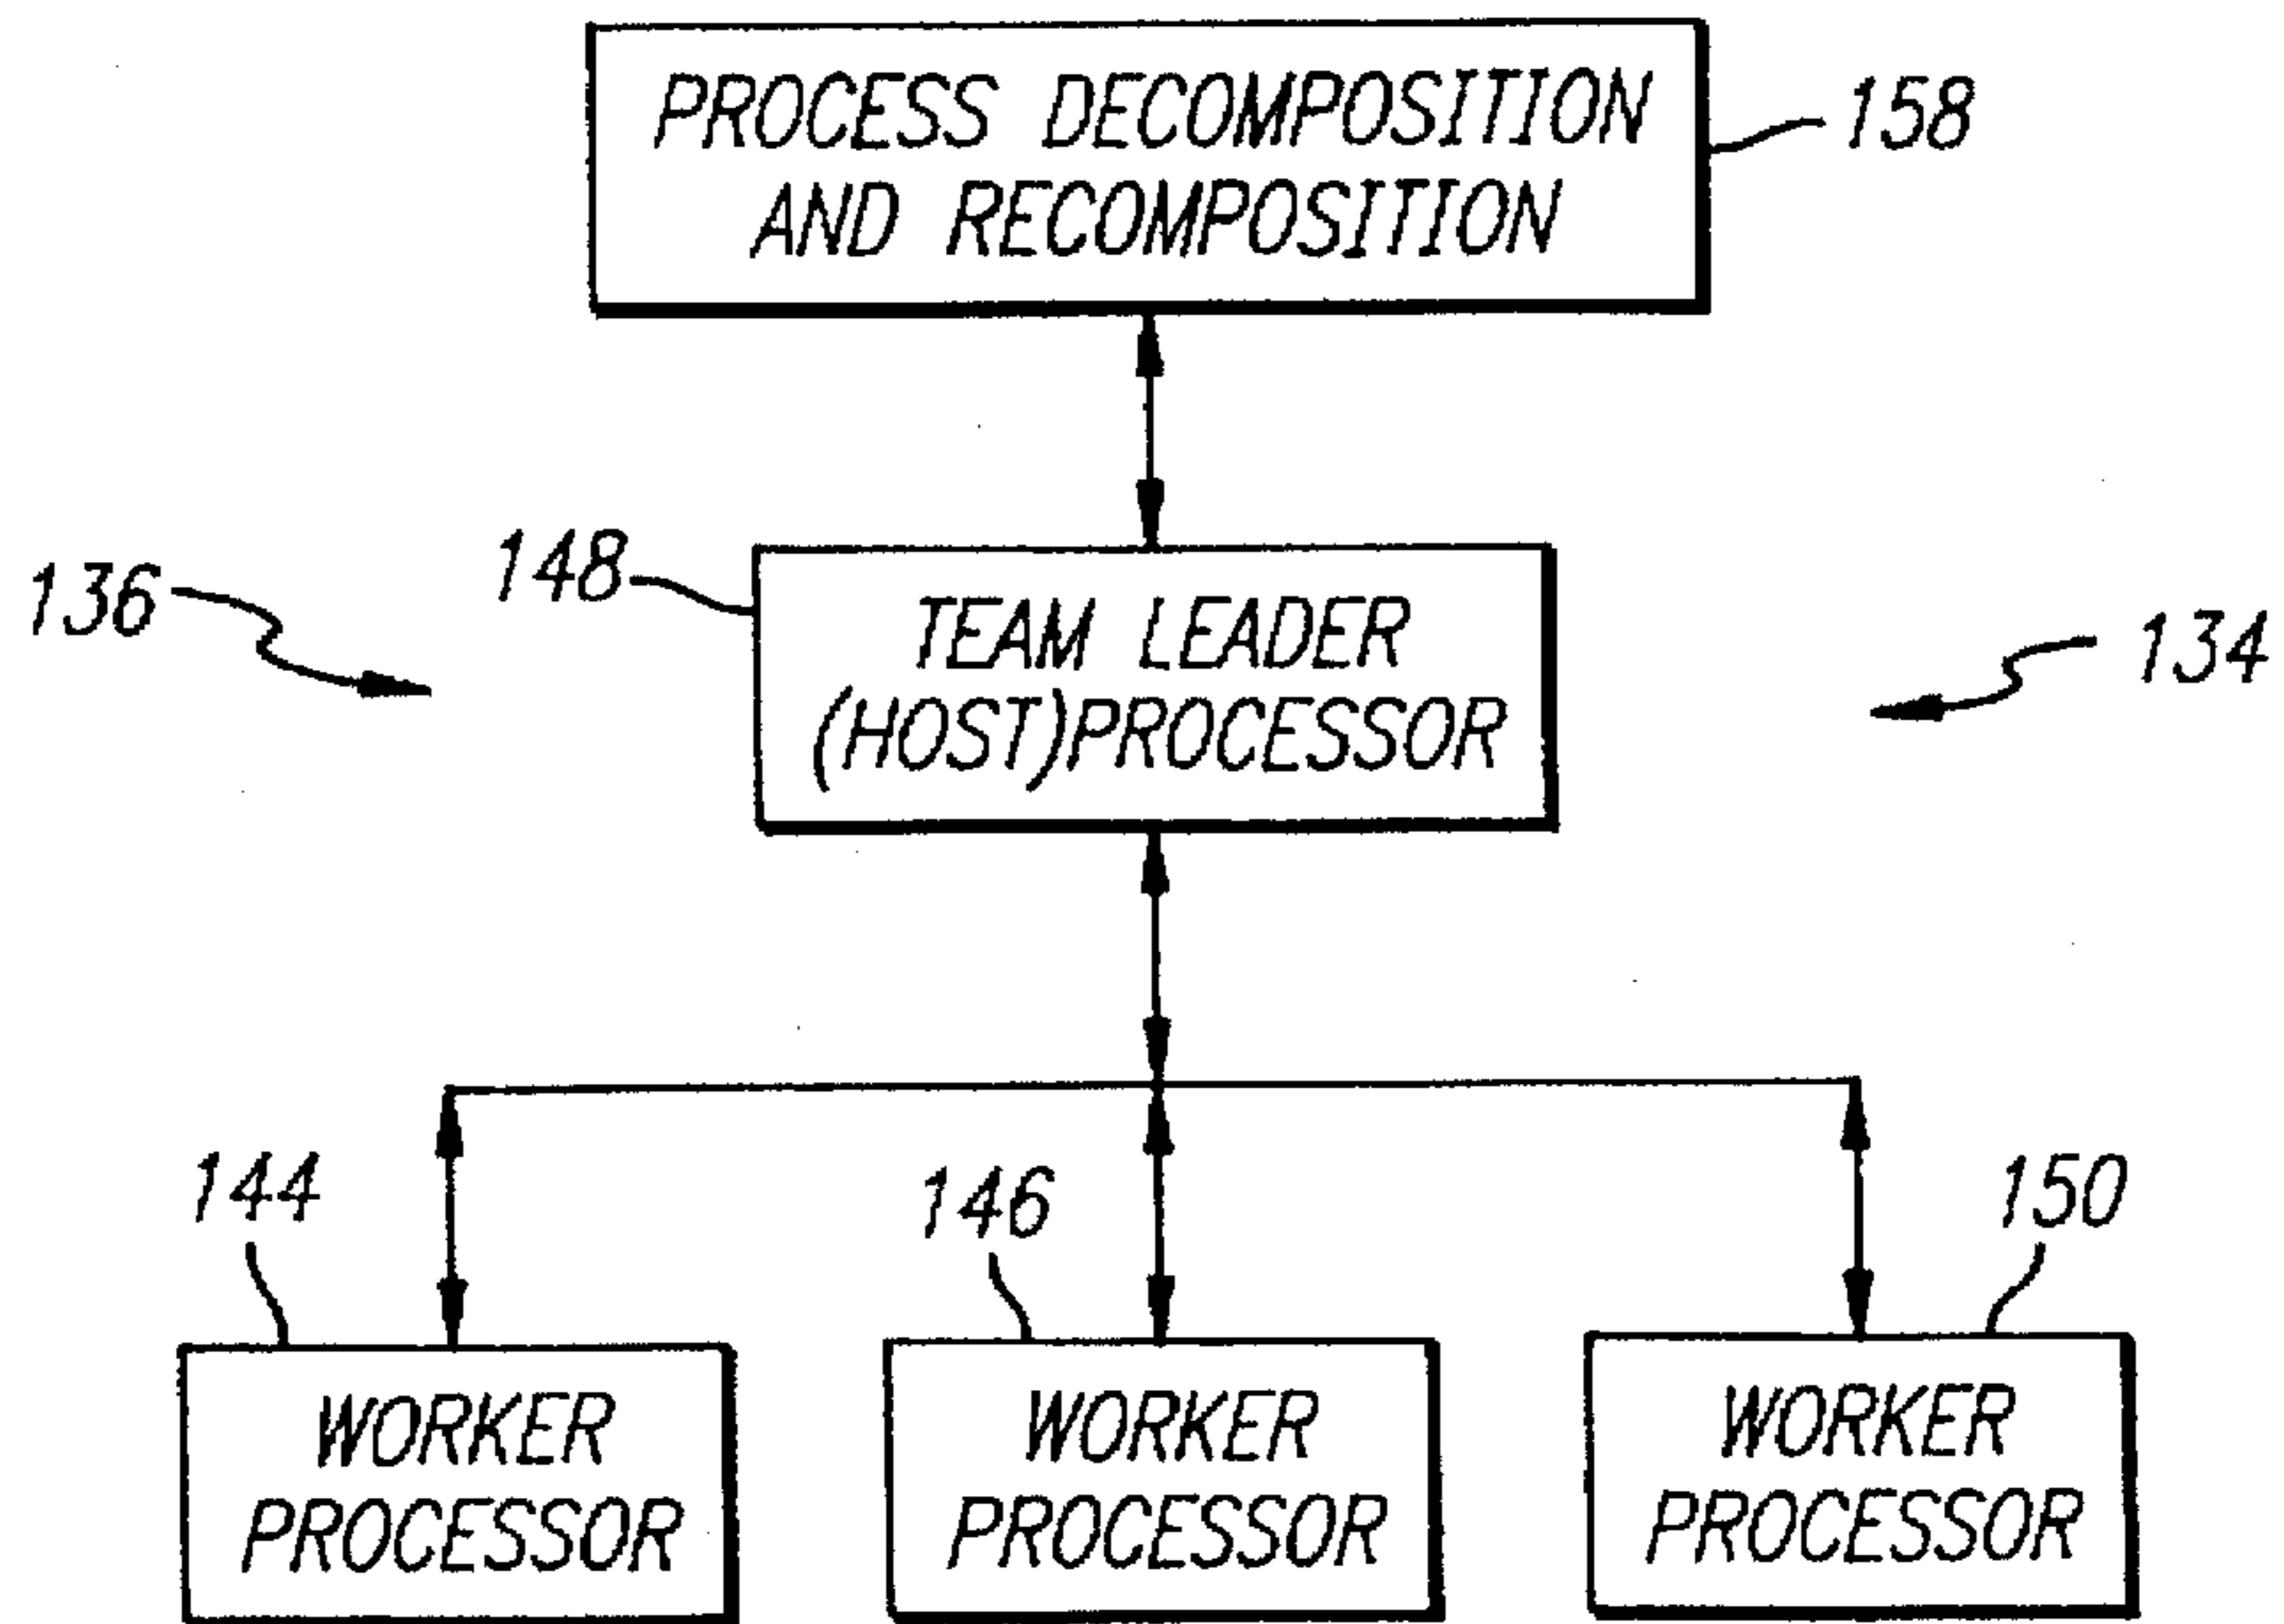 PROCESS DECOMPOSITION
AND RECOMPOSITION
158
136
148
TEAM LEADER
(HOST)PROCESSOR
134
144
146
150
WORKER
PROCESSOR
WORKER
PROCESSOR
WORKER
PROCESSOR